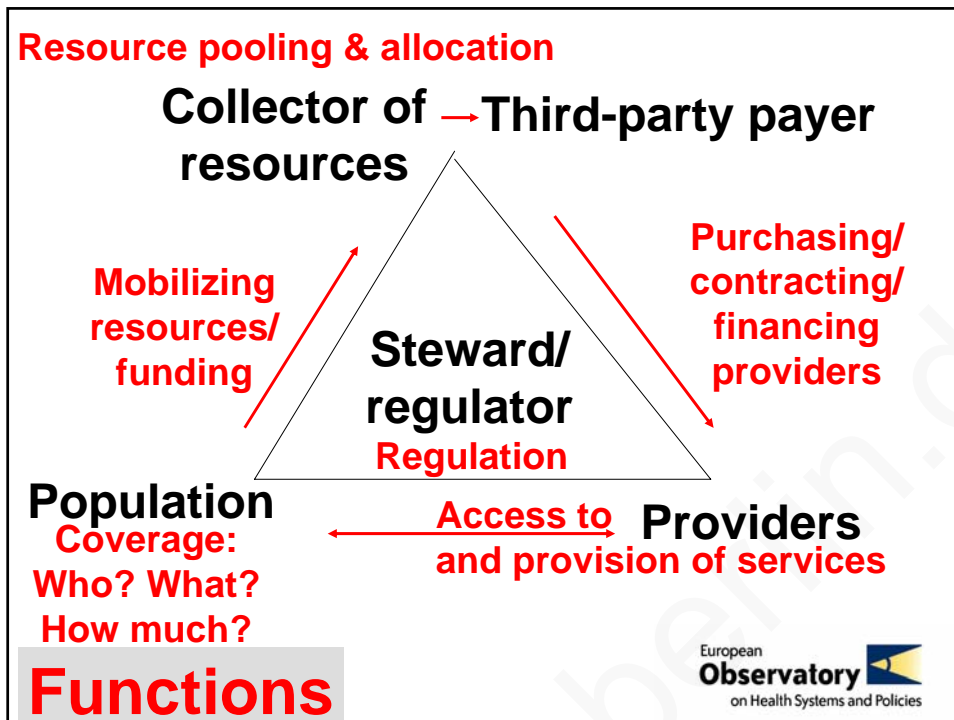 Resource pooling & allocation
Collector of
resources
Third-party payer
Mobilizing
resources/
funding
Purchasing/
contracting/
financing
providers
Steward/
regulator
Regulation
Population
Coverage:
Who? What?
How much?
Access to
and provision of services
Providers
Functions
European
Observatory
on Health Systems and Policies
berlin.d